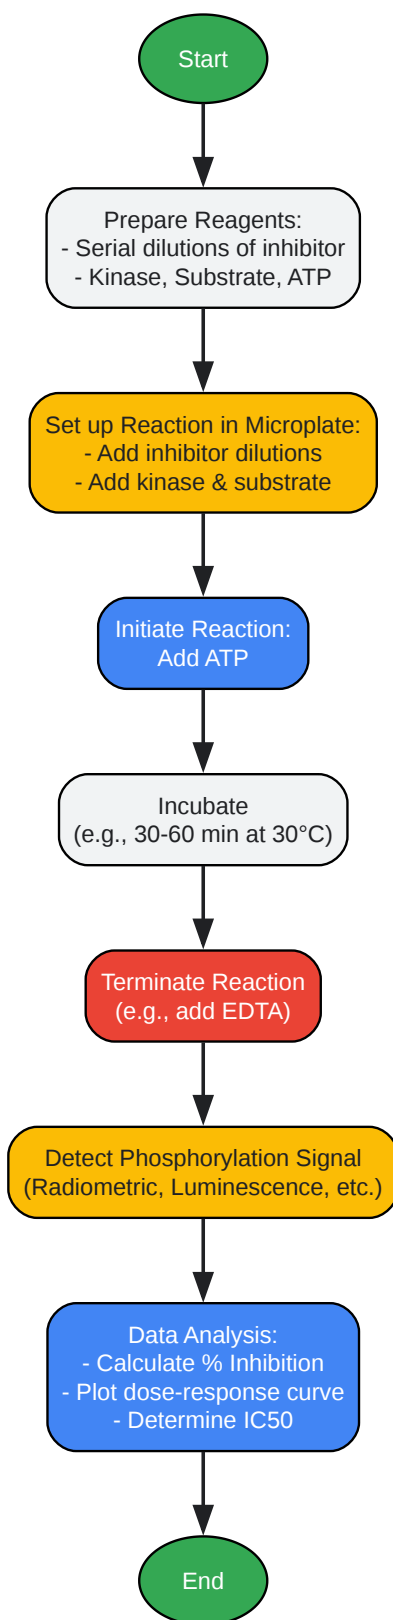 Start
Prepare Reagents:
- Serial dilutions of inhibitor
- Kinase, Substrate, ATP
Set up Reaction in Microplate:
- Add inhibitor dilutions
- Add kinase & substrate
Initiate Reaction:
Add ATP
Incubate
(e.g., 30-60 min at 30°C)
Terminate Reaction
(e.g., add EDTA)
Detect Phosphorylation Signal
(Radiometric, Luminescence, etc.)
Data Analysis:
- Calculate % Inhibition
- Plot dose-response curve
- Determine IC50
End